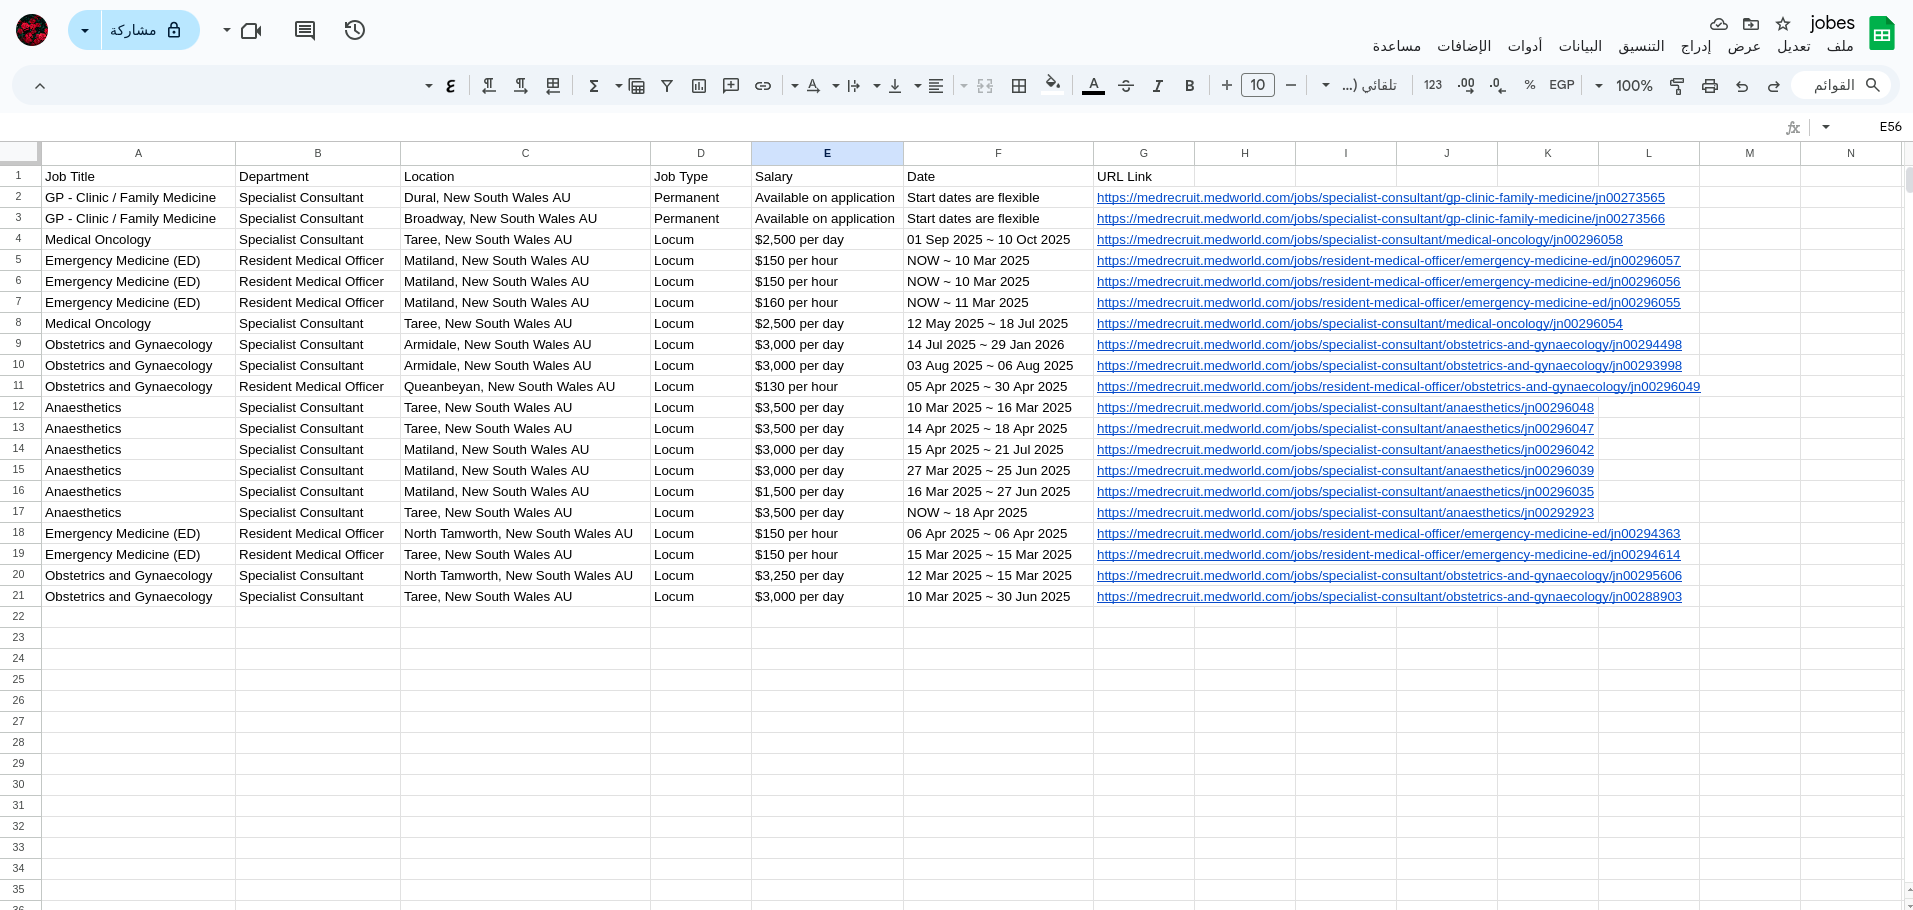 jobes
ملف تعديل عرض إدراج التنسيق البيانات أدوات الإضافات مساعدة
مشاركة
القوائم 100% EGP % .0 .00 123 تلقائي (... 10 B I A Σ
E56 fx
A B C D E F G H I J K L M N
1 Job Title Department Location Job Type Salary Date URL Link
2 GP - Clinic / Family Medicine Specialist Consultant Dural, New South Wales AU Permanent Available on application Start dates are flexible https://medrecruit.medworld.com/jobs/specialist-consultant/gp-clinic-family-medicine/jn00273565
3 GP - Clinic / Family Medicine Specialist Consultant Broadway, New South Wales AU Permanent Available on application Start dates are flexible https://medrecruit.medworld.com/jobs/specialist-consultant/gp-clinic-family-medicine/jn00273566
4 Medical Oncology Specialist Consultant Taree, New South Wales AU Locum $2,500 per day 01 Sep 2025 ~ 10 Oct 2025 https://medrecruit.medworld.com/jobs/specialist-consultant/medical-oncology/jn00296058
5 Emergency Medicine (ED) Resident Medical Officer Matiland, New South Wales AU Locum $150 per hour NOW ~ 10 Mar 2025 https://medrecruit.medworld.com/jobs/resident-medical-officer/emergency-medicine-ed/jn00296057
6 Emergency Medicine (ED) Resident Medical Officer Matiland, New South Wales AU Locum $150 per hour NOW ~ 10 Mar 2025 https://medrecruit.medworld.com/jobs/resident-medical-officer/emergency-medicine-ed/jn00296056
7 Emergency Medicine (ED) Resident Medical Officer Matiland, New South Wales AU Locum $160 per hour NOW ~ 11 Mar 2025 https://medrecruit.medworld.com/jobs/resident-medical-officer/emergency-medicine-ed/jn00296055
8 Medical Oncology Specialist Consultant Taree, New South Wales AU Locum $2,500 per day 12 May 2025 ~ 18 Jul 2025 https://medrecruit.medworld.com/jobs/specialist-consultant/medical-oncology/jn00296054
9 Obstetrics and Gynaecology Specialist Consultant Armidale, New South Wales AU Locum $3,000 per day 14 Jul 2025 ~ 29 Jan 2026 https://medrecruit.medworld.com/jobs/specialist-consultant/obstetrics-and-gynaecology/jn00294498
10 Obstetrics and Gynaecology Specialist Consultant Armidale, New South Wales AU Locum $3,000 per day 03 Aug 2025 ~ 06 Aug 2025 https://medrecruit.medworld.com/jobs/specialist-consultant/obstetrics-and-gynaecology/jn00293998
11 Obstetrics and Gynaecology Resident Medical Officer Queanbeyan, New South Wales AU Locum $130 per hour 05 Apr 2025 ~ 30 Apr 2025 https://medrecruit.medworld.com/jobs/resident-medical-officer/obstetrics-and-gynaecology/jn00296049
12 Anaesthetics Specialist Consultant Taree, New South Wales AU Locum $3,500 per day 10 Mar 2025 ~ 16 Mar 2025 https://medrecruit.medworld.com/jobs/specialist-consultant/anaesthetics/jn00296048
13 Anaesthetics Specialist Consultant Taree, New South Wales AU Locum $3,500 per day 14 Apr 2025 ~ 18 Apr 2025 https://medrecruit.medworld.com/jobs/specialist-consultant/anaesthetics/jn00296047
14 Anaesthetics Specialist Consultant Matiland, New South Wales AU Locum $3,000 per day 15 Apr 2025 ~ 21 Jul 2025 https://medrecruit.medworld.com/jobs/specialist-consultant/anaesthetics/jn00296042
15 Anaesthetics Specialist Consultant Matiland, New South Wales AU Locum $3,000 per day 27 Mar 2025 ~ 25 Jun 2025 https://medrecruit.medworld.com/jobs/specialist-consultant/anaesthetics/jn00296039
16 Anaesthetics Specialist Consultant Matiland, New South Wales AU Locum $1,500 per day 16 Mar 2025 ~ 27 Jun 2025 https://medrecruit.medworld.com/jobs/specialist-consultant/anaesthetics/jn00296035
17 Anaesthetics Specialist Consultant Taree, New South Wales AU Locum $3,500 per day NOW ~ 18 Apr 2025 https://medrecruit.medworld.com/jobs/specialist-consultant/anaesthetics/jn00292923
18 Emergency Medicine (ED) Resident Medical Officer North Tamworth, New South Wales AU Locum $150 per hour 06 Apr 2025 ~ 06 Apr 2025 https://medrecruit.medworld.com/jobs/resident-medical-officer/emergency-medicine-ed/jn00294363
19 Emergency Medicine (ED) Resident Medical Officer Taree, New South Wales AU Locum $150 per hour 15 Mar 2025 ~ 15 Mar 2025 https://medrecruit.medworld.com/jobs/resident-medical-officer/emergency-medicine-ed/jn00294614
20 Obstetrics and Gynaecology Specialist Consultant North Tamworth, New South Wales AU Locum $3,250 per day 12 Mar 2025 ~ 15 Mar 2025 https://medrecruit.medworld.com/jobs/specialist-consultant/obstetrics-and-gynaecology/jn00295606
21 Obstetrics and Gynaecology Specialist Consultant Taree, New South Wales AU Locum $3,000 per day 10 Mar 2025 ~ 30 Jun 2025 https://medrecruit.medworld.com/jobs/specialist-consultant/obstetrics-and-gynaecology/jn00288903
22
23
24
25
26
27
28
29
30
31
32
33
34
35
36